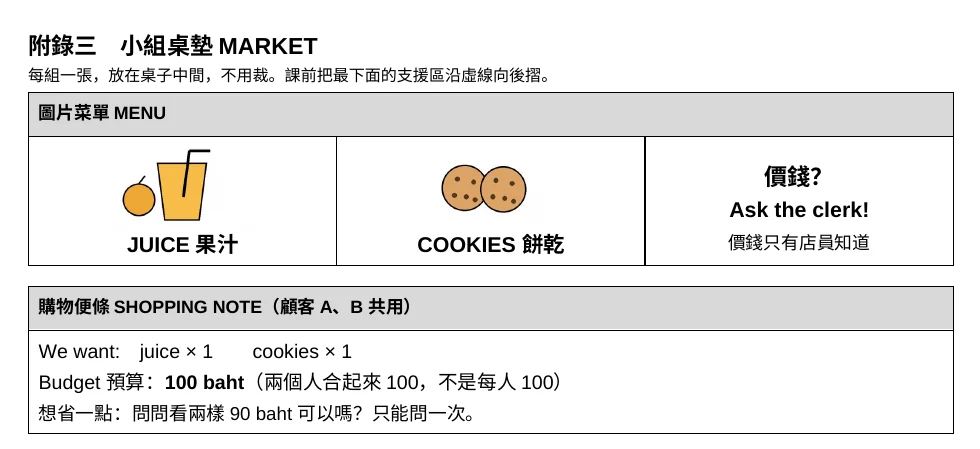 附錄三　小組桌墊 MARKET
每組一張，放在桌子中間，不用裁。課前把最下面的支援區沿虛線向後摺。
圖片菜單 MENU
JUICE 果汁
COOKIES 餅乾
價錢？
Ask the clerk!
價錢只有店員知道
購物便條 SHOPPING NOTE（顧客 A、B 共用）
We want:　juice × 1　　cookies × 1
Budget 預算：100 baht（兩個人合起來 100，不是每人 100）
想省一點：問問看兩樣 90 baht 可以嗎？只能問一次。